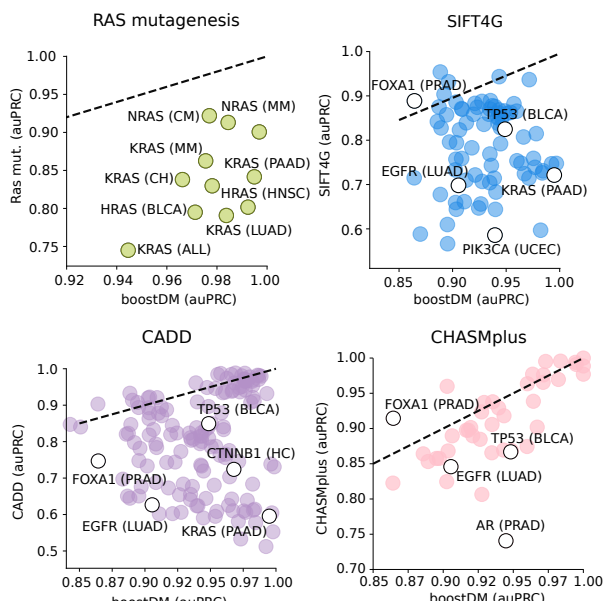 RAS mutagenesis
1.00
0.95
0.90
0.85
0.80
0.75
Ras mut. (auPRC)
NRAS (MM)
NRAS (CM)
KRAS (MM)
KRAS (PAAD)
KRAS (CH)
HRAS (HNSC)
HRAS (BLCA)
KRAS (LUAD)
KRAS (ALL)
0.92
0.94
0.96
0.98
1.00
boostDM (auPRC)
SIFT4G
1.0
0.9
0.8
0.7
0.6
SIFT4G (auPRC)
FOXA1 (PRAD)
TP53 (BLCA)
EGFR (LUAD)
KRAS (PAAD)
PIK3CA (UCEC)
0.85
0.90
0.95
1.00
boostDM (auPRC)
CADD
1.0
0.9
0.8
0.7
0.6
0.5
CADD (auPRC)
TP53 (BLCA)
CTNNB1 (HC)
FOXA1 (PRAD)
EGFR (LUAD)
KRAS (PAAD)
0.85
0.87
0.90
0.92
0.95
0.97
1.00
boostDM (auPRC)
CHASMplus
1.00
0.95
0.90
0.85
0.80
0.75
0.70
CHASMplus (auPRC)
FOXA1 (PRAD)
TP53 (BLCA)
EGFR (LUAD)
AR (PRAD)
0.85
0.87
0.90
0.92
0.95
0.97
1.00
boostDM (auPRC)